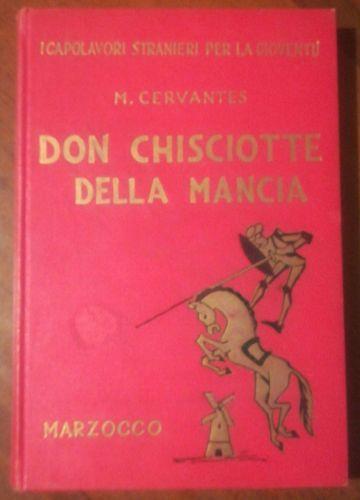 I CAPOLAVORI STRANIERI PER LA GIOVENTÙ
M. CERVANTES
DON CHISCIOTTE
DELLA MANCIA
MARZOCCO